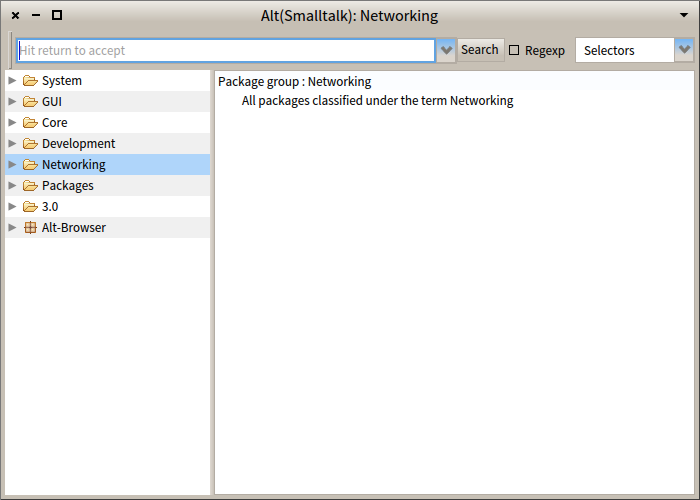 Alt(Smalltalk): Networking
Hit return to accept
Search
Regexp
Selectors
System
GUI
Core
Development
Networking
Packages
3.0
Alt-Browser
Package group : Networking
All packages classified under the term Networking